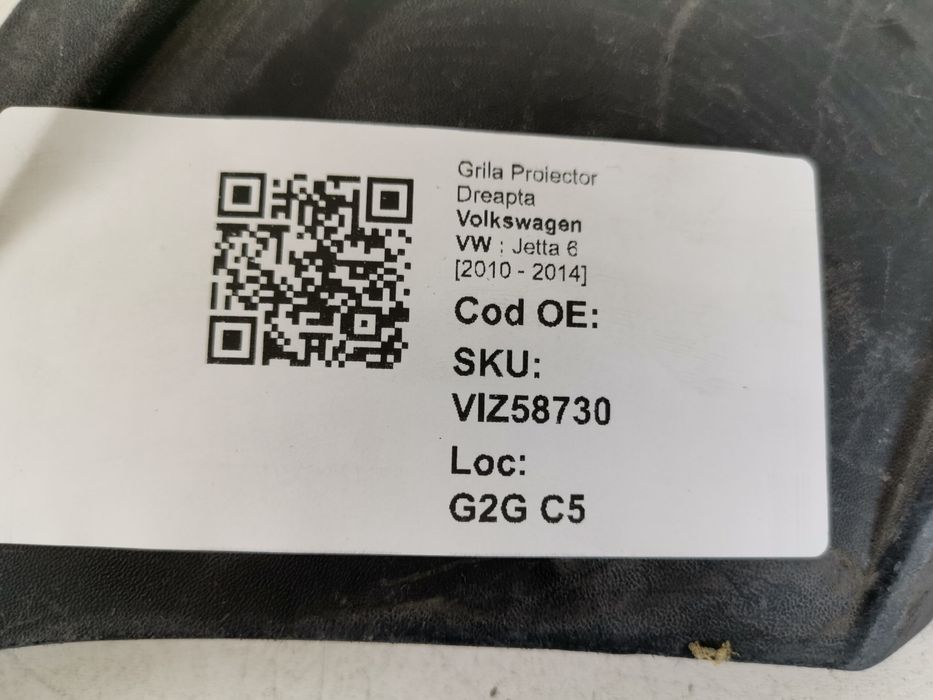 Grila Proiector
Dreapta
Volkswagen
VW : Jetta 6
[2010 - 2014]
Cod OE:
SKU:
VIZ58730
Loc:
G2G C5